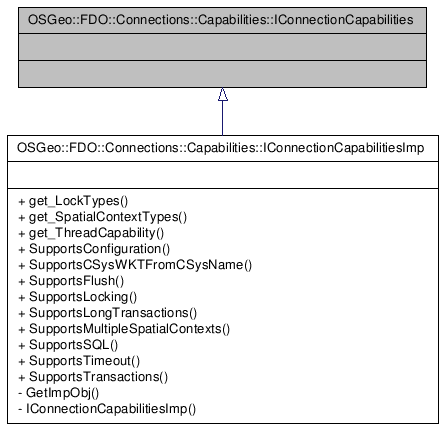 OSGeo::FDO::Connections::Capabilities::IConnectionCapabilities
OSGeo::FDO::Connections::Capabilities::IConnectionCapabilitiesImp
+ get_LockTypes()
+ get_SpatialContextTypes()
+ get_ThreadCapability()
+ SupportsConfiguration()
+ SupportsCSysWKTFromCSysName()
+ SupportsFlush()
+ SupportsLocking()
+ SupportsLongTransactions()
+ SupportsMultipleSpatialContexts()
+ SupportsSQL()
+ SupportsTimeout()
+ SupportsTransactions()
- GetImpObj()
- IConnectionCapabilitiesImp()